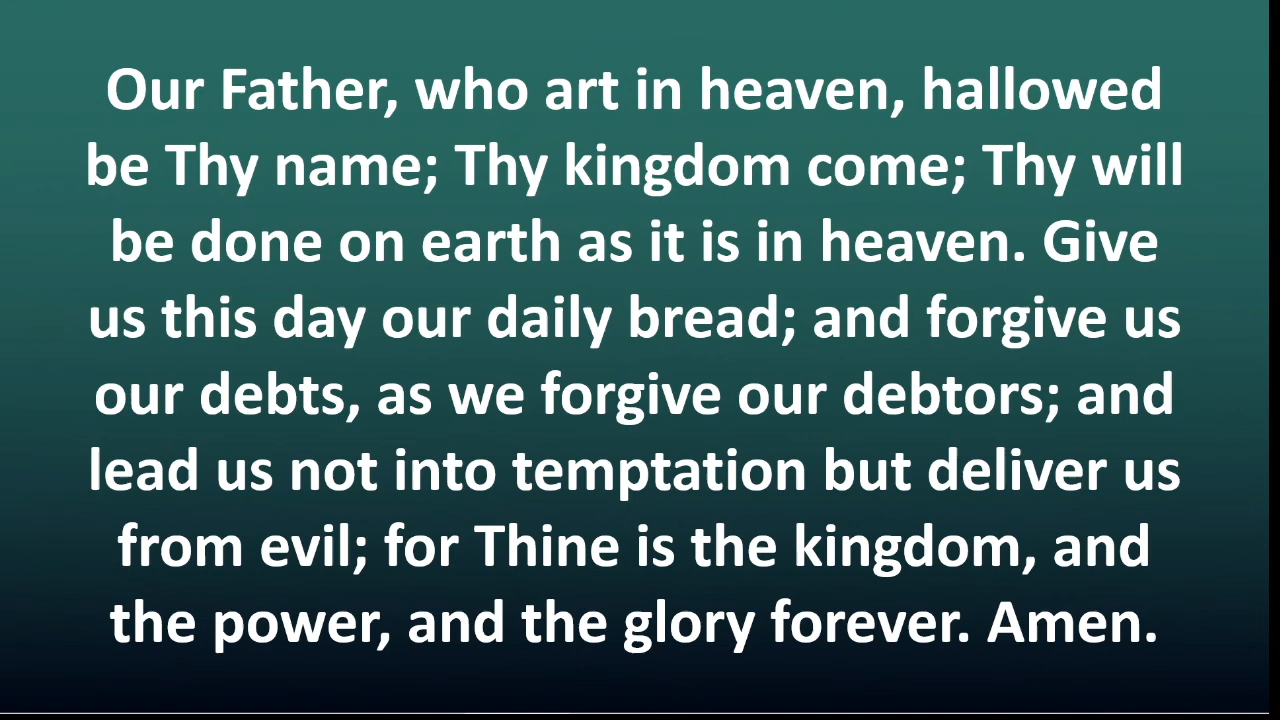 Our Father, who art in heaven, hallowed
be Thy name; Thy kingdom come; Thy will
be done on earth as it is in heaven. Give
us this day our daily bread; and forgive us
our debts, as we forgive our debtors; and
lead us not into temptation but deliver us
from evil; for Thine is the kingdom, and
the power, and the glory forever. Amen.